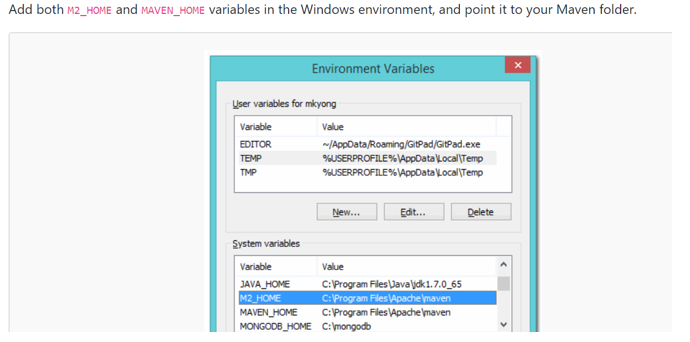 Add both M2_HOME and MAVEN_HOME variables in the Windows environment, and point it to your Maven folder.
Environment Variables
x
User variables for mkyong
Variable Value
EDITOR ~/AppData/Roaming/GitPad/GitPad.exe
TEMP %USERPROFILE%\AppData\Local\Temp
TMP %USERPROFILE%\AppData\Local\Temp
New... Edit... Delete
System variables
Variable Value
JAVA_HOME C:\Program Files\Java\jdk1.7.0_65
M2_HOME C:\Program Files\Apache\maven
MAVEN_HOME C:\Program Files\Apache\maven
MONGODB_HOME C:\mongodb